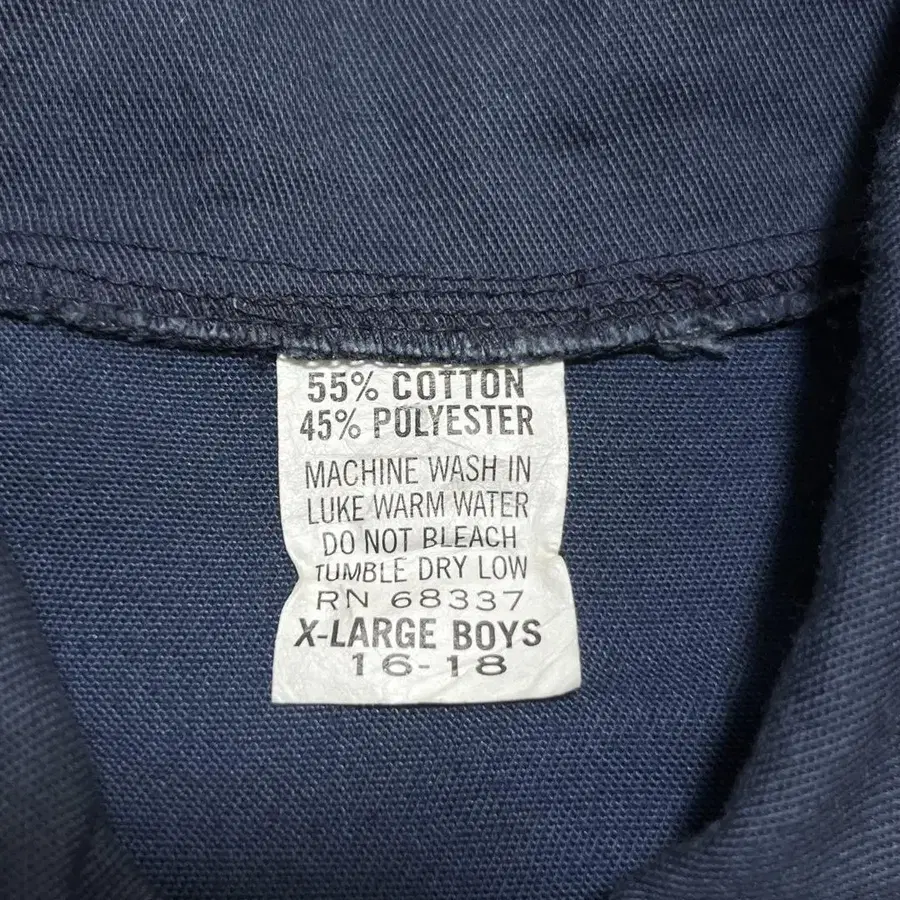 55% COTTON
45% POLYESTER
MACHINE WASH IN
LUKE WARM WATER
DO NOT BLEACH
TUMBLE DRY LOW
RN 68337
X-LARGE BOYS
16-18